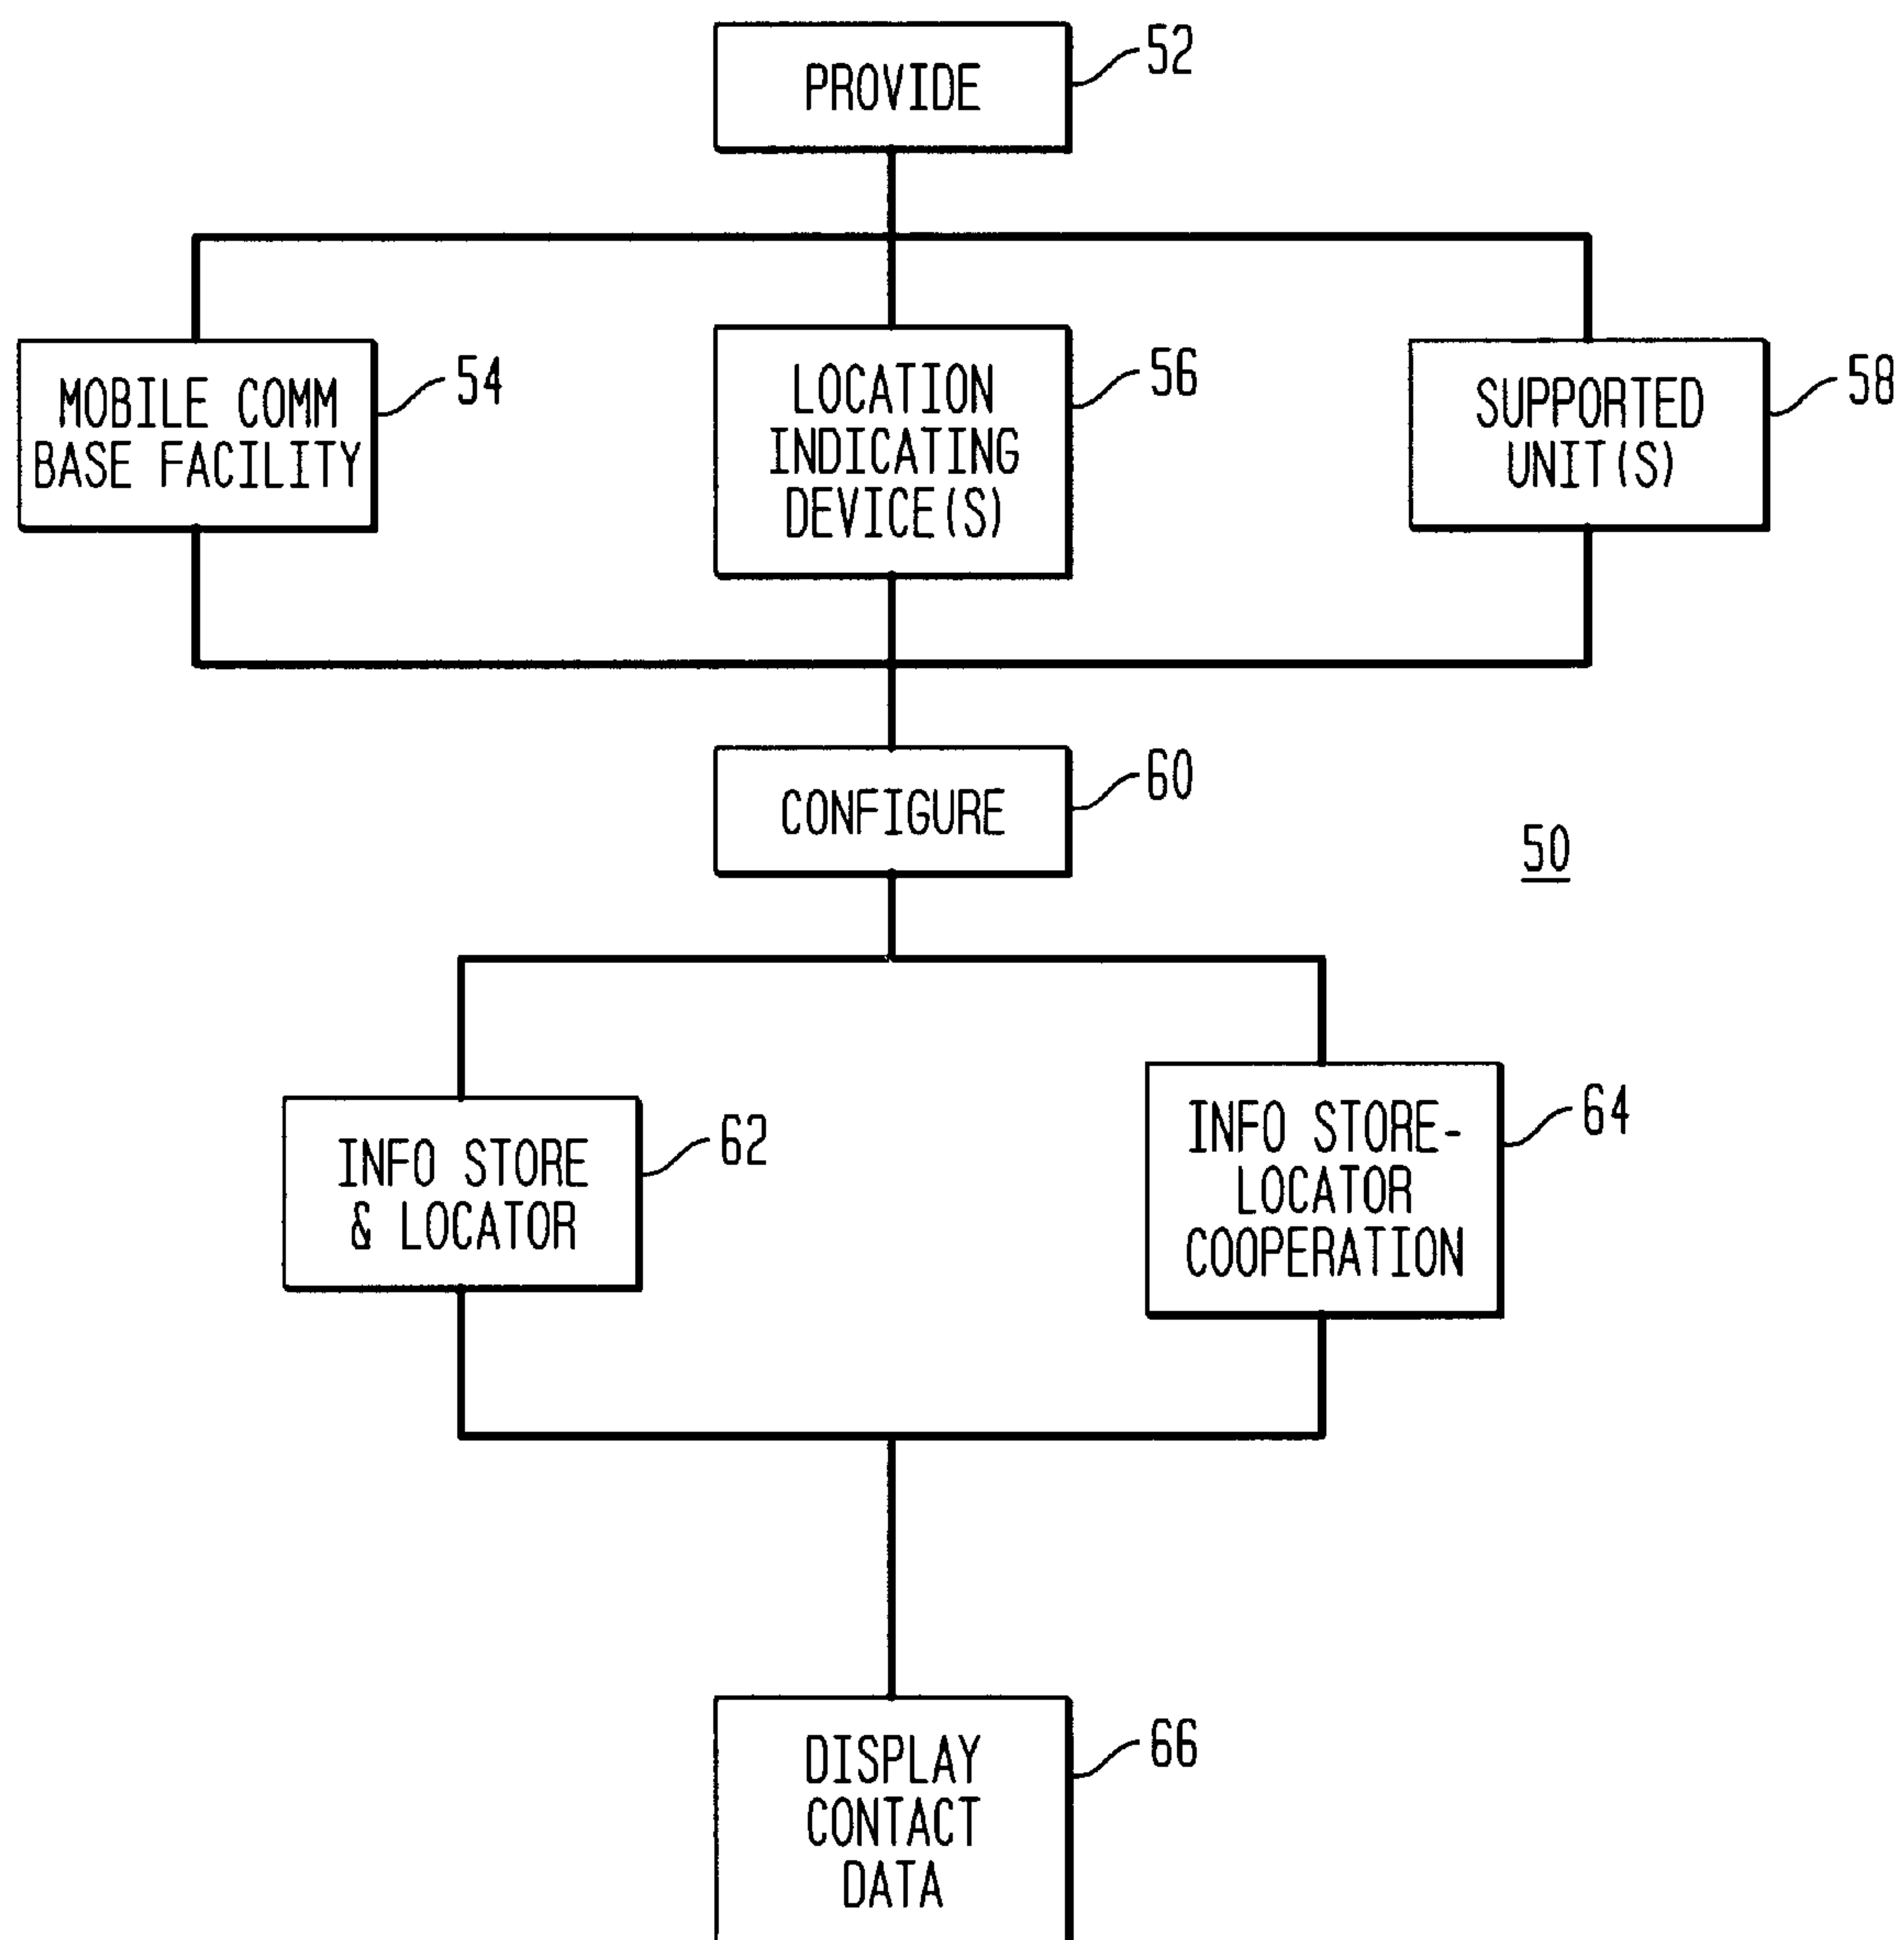 PROVIDE
52
MOBILE COMM
BASE FACILITY
54
LOCATION
INDICATING
DEVICE(S)
56
SUPPORTED
UNIT(S)
58
CONFIGURE
60
50
INFO STORE
& LOCATOR
62
INFO STORE-
LOCATOR
COOPERATION
64
DISPLAY
CONTACT
DATA
66